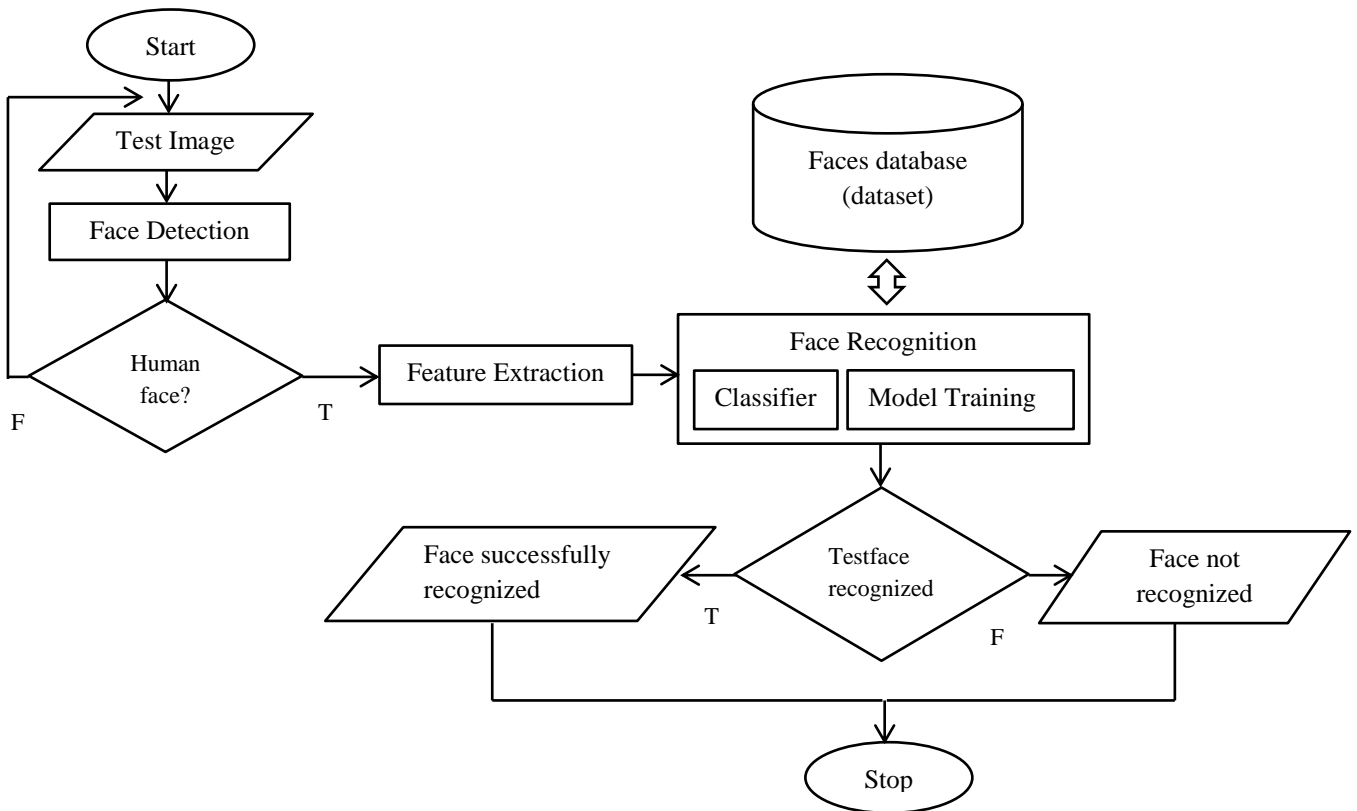 Start
Test Image
Face Detection
Human
face?
F
T
Feature Extraction
Faces database
(dataset)
Face Recognition
Classifier
Model Training
Testface
recognized
T
F
Face successfully
recognized
Face not
recognized
Stop